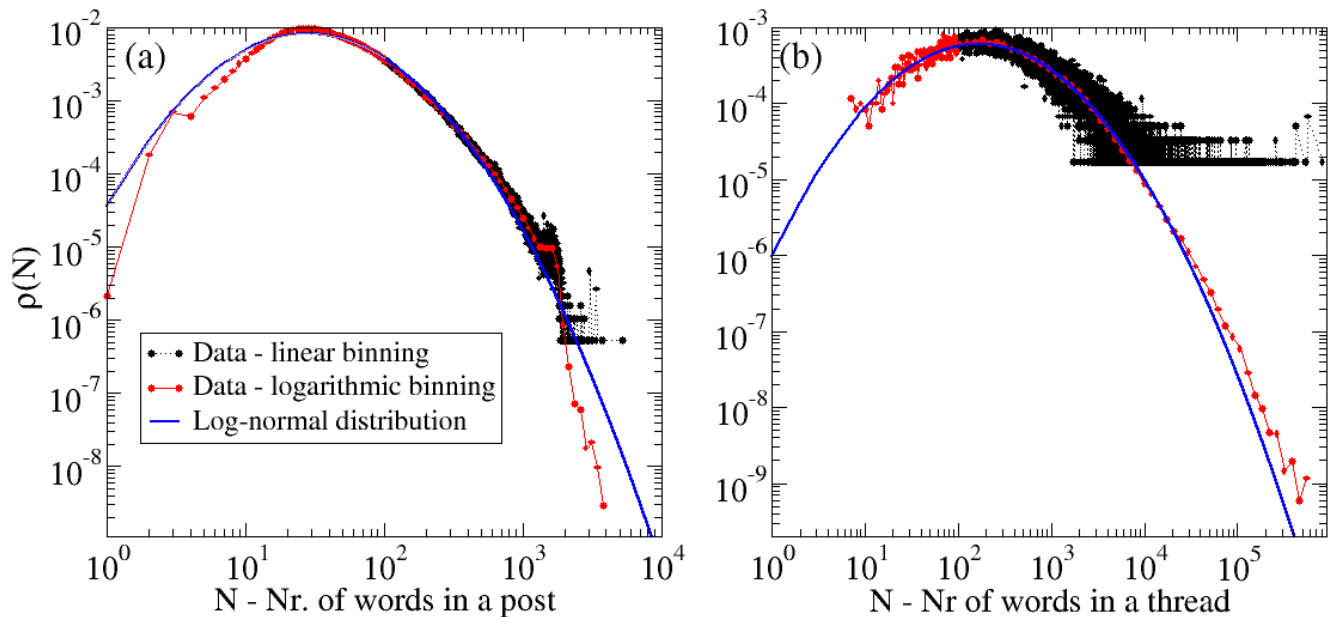 (a)
10^-2
10^-3
10^-4
10^-5
10^-6
10^-7
10^-8
ρ(N)
Data - linear binning
Data - logarithmic binning
Log-normal distribution
10^0 10^1 10^2 10^3 10^4
N - Nr. of words in a post
(b)
10^-3
10^-4
10^-5
10^-6
10^-7
10^-8
10^-9
10^0 10^1 10^2 10^3 10^4 10^5
N - Nr of words in a thread